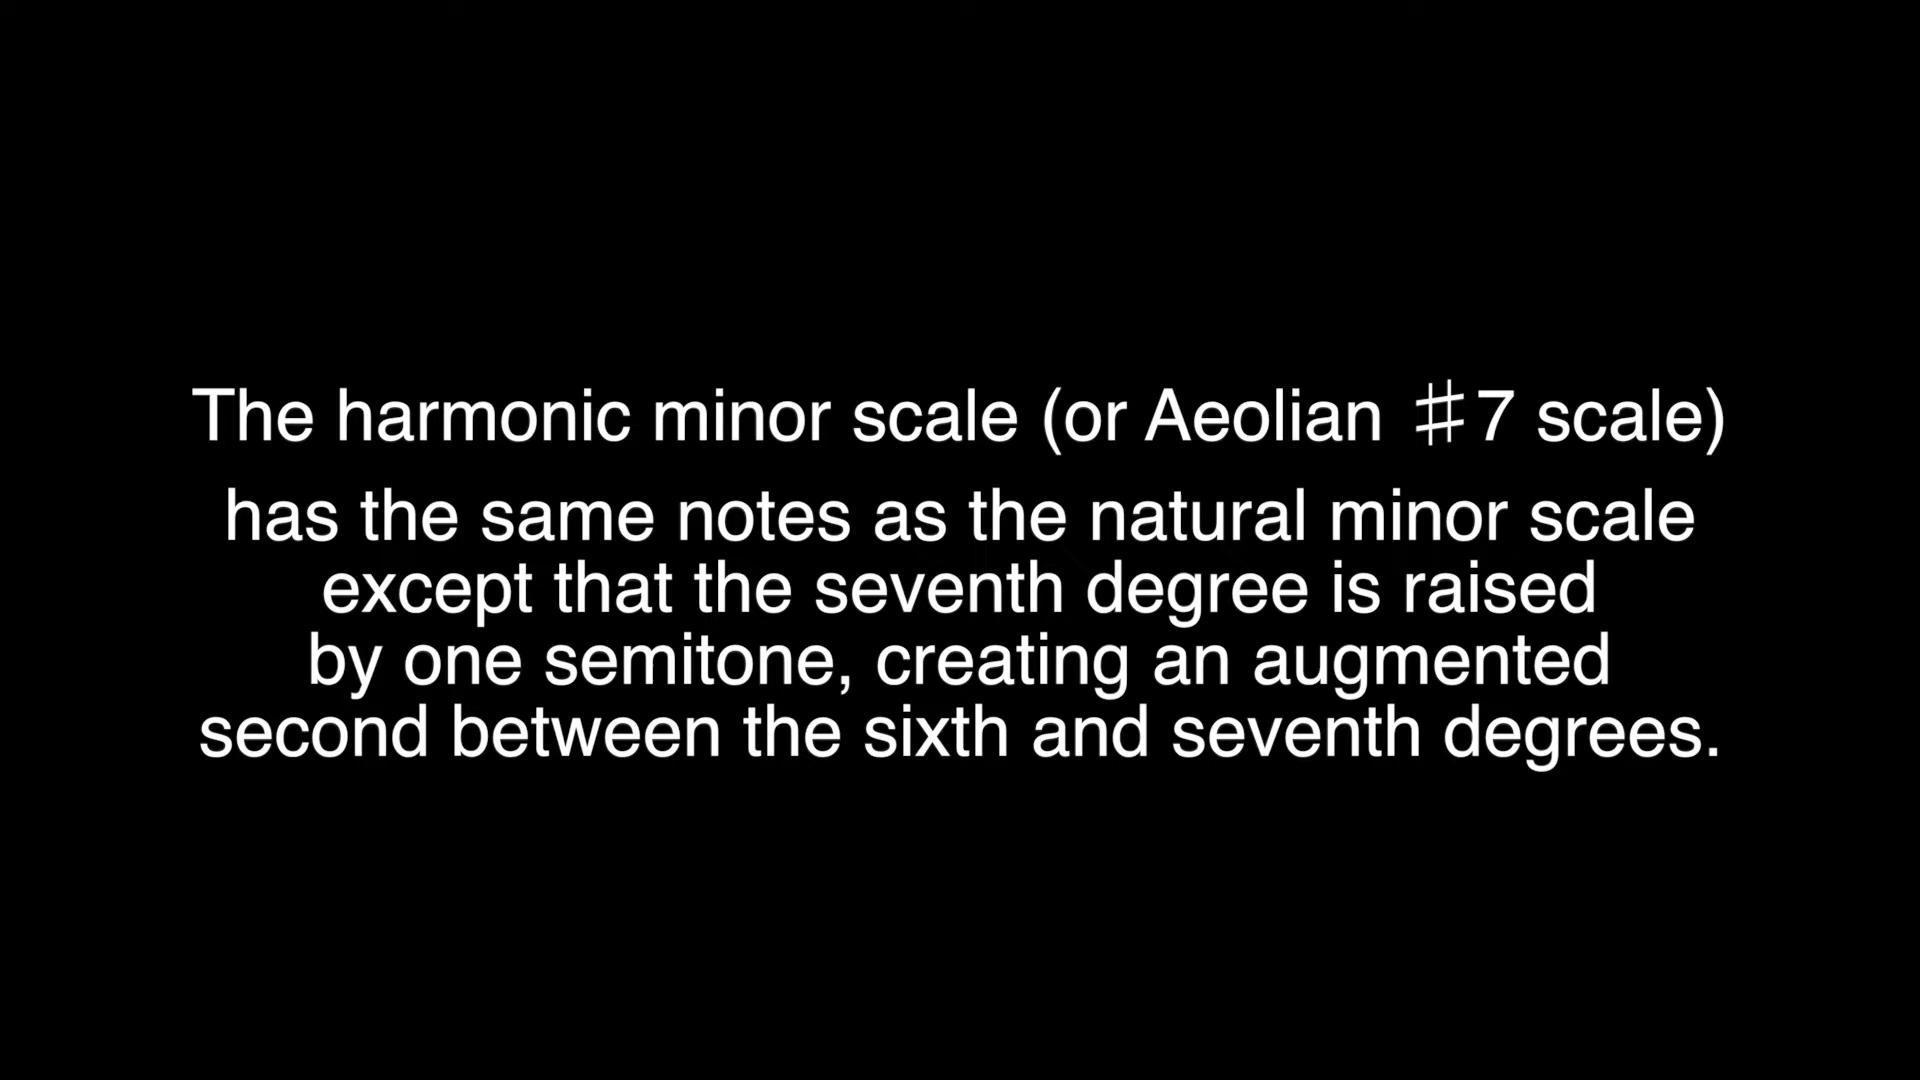 The harmonic minor scale (or Aeolian ♯7 scale)
has the same notes as the natural minor scale
except that the seventh degree is raised
by one semitone, creating an augmented
second between the sixth and seventh degrees.